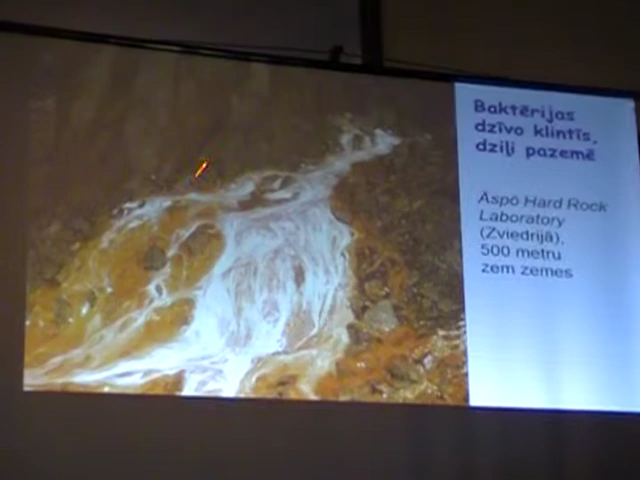 Baktērijas
dzīvo klintīs,
dziļi pazemē
Äspö Hard Rock
Laboratory
(Zviedrijā),
500 metru
zem zemes